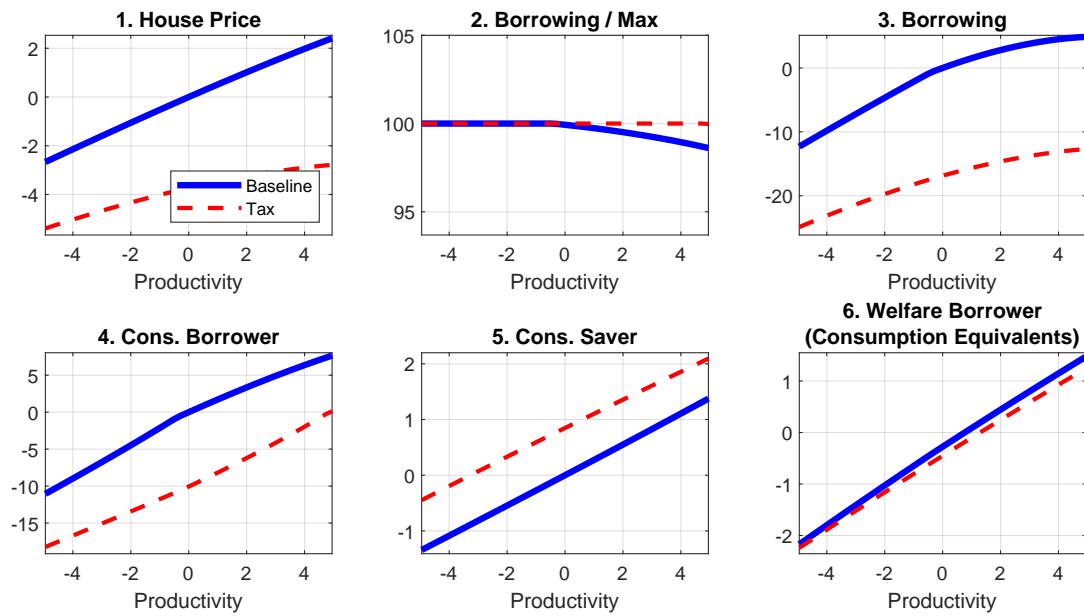 1. House Price
2
0
-2
-4
Baseline
Tax
-4 -2 0 2 4
Productivity
2. Borrowing / Max
105
100
95
-4 -2 0 2 4
Productivity
3. Borrowing
0
-10
-20
-4 -2 0 2 4
Productivity
4. Cons. Borrower
5
0
-5
-10
-15
-4 -2 0 2 4
Productivity
5. Cons. Saver
2
1
0
-1
-4 -2 0 2 4
Productivity
6. Welfare Borrower
(Consumption Equivalents)
1
0
-1
-2
-4 -2 0 2 4
Productivity